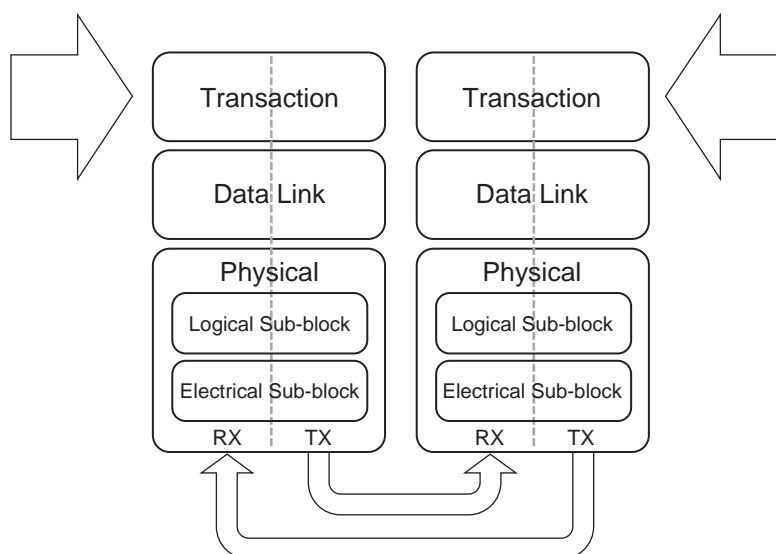 Transaction
Transaction
Data Link
Data Link
Physical
Physical
Logical Sub-block
Logical Sub-block
Electrical Sub-block
Electrical Sub-block
RX TX
RX TX